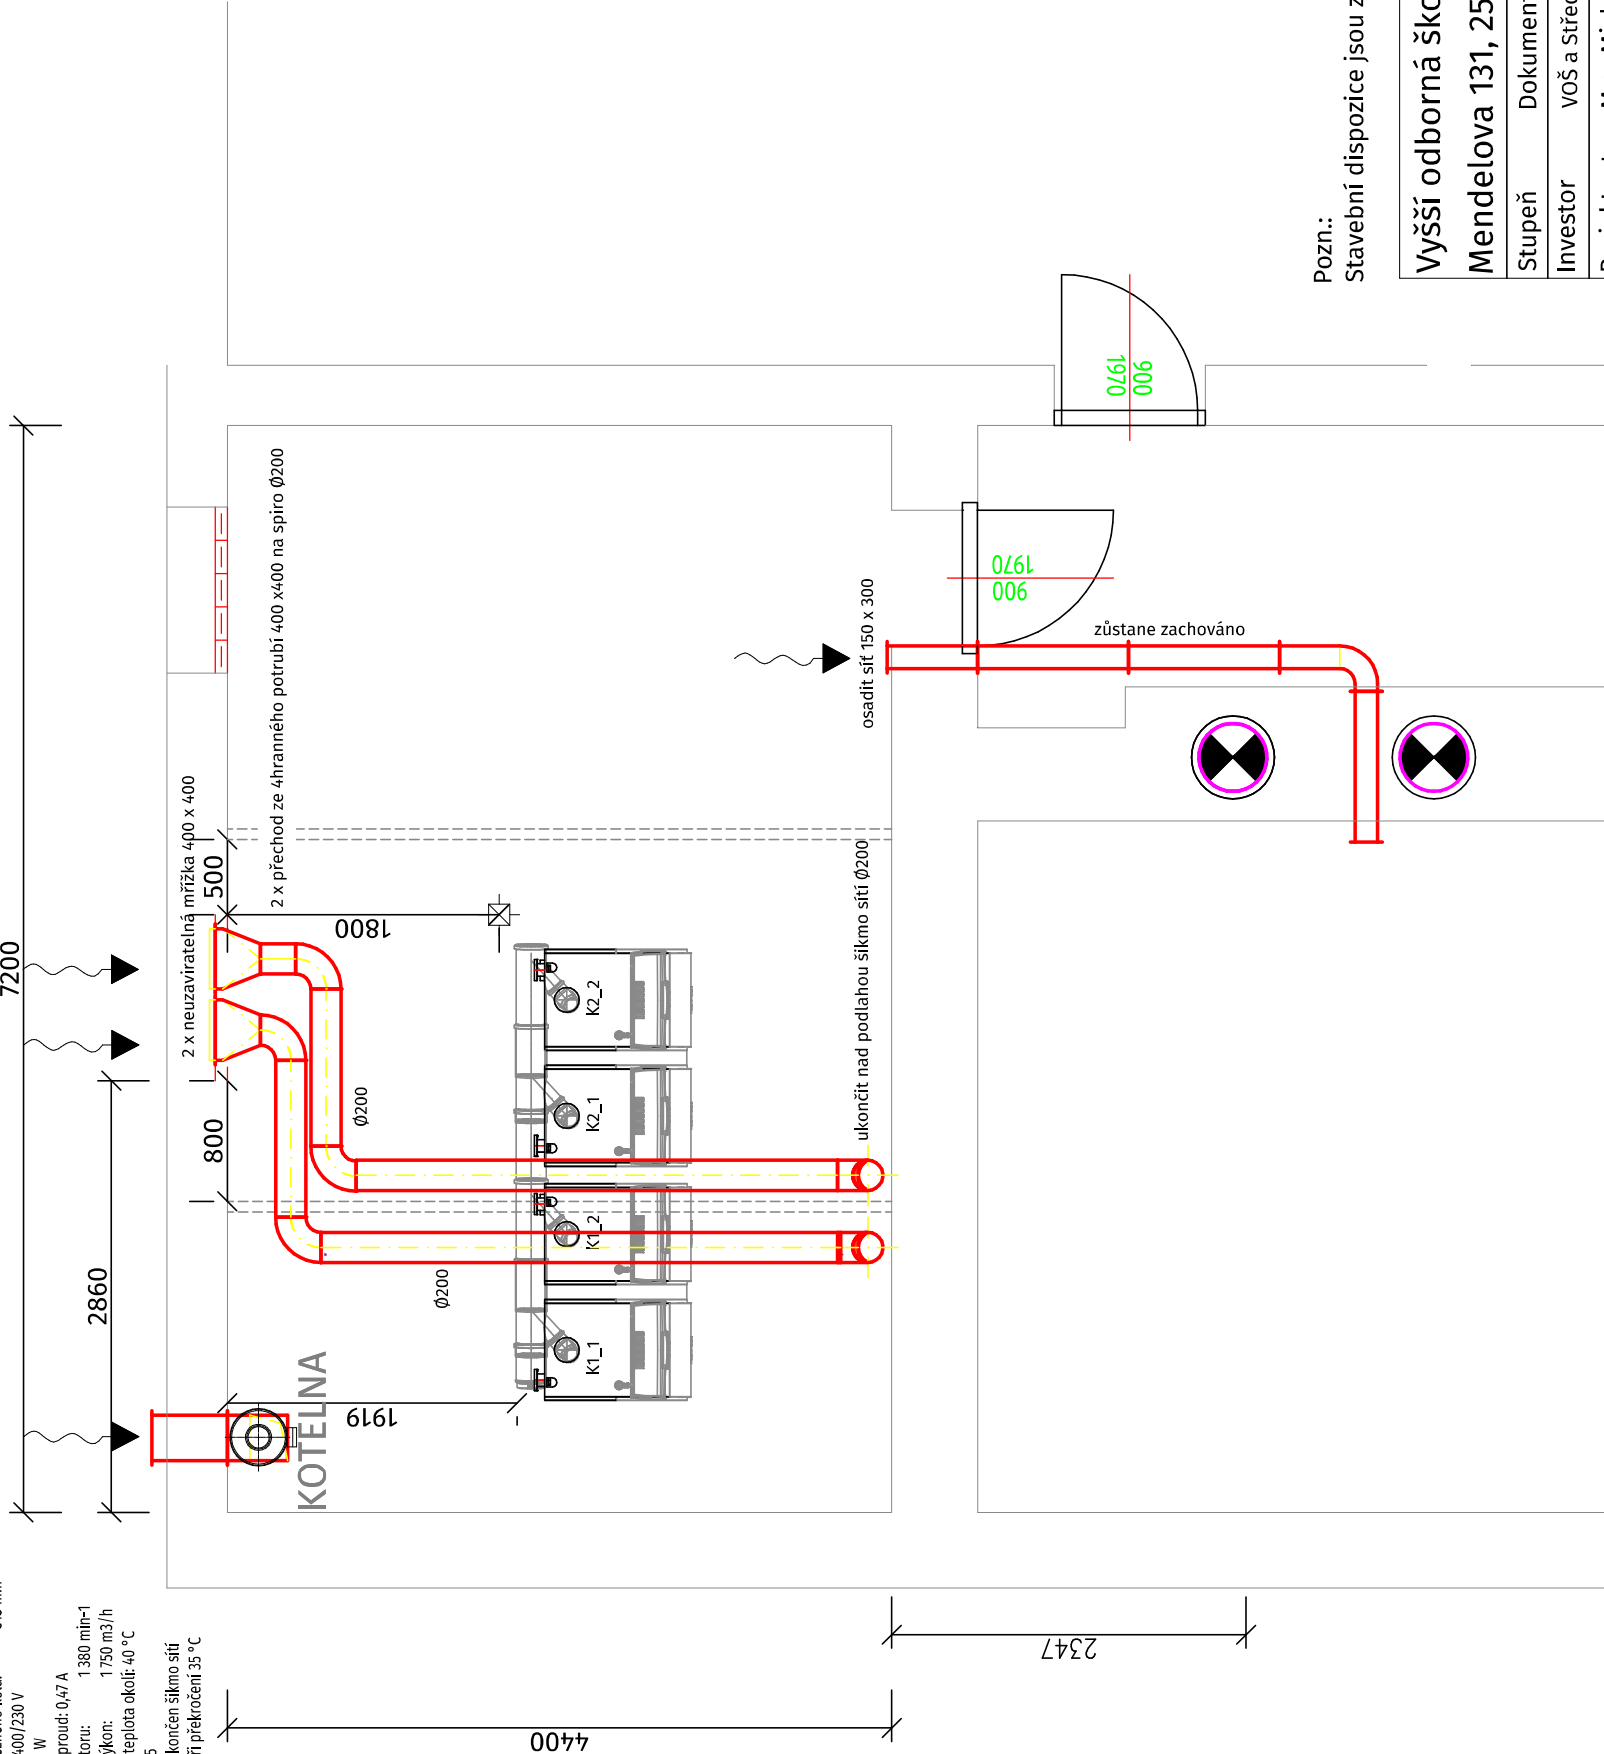 7200
2860
800
500
1800
1919
4400
2347
2 x neuzaviratelná mřížka 400 x 400
2 x přechod ze 4hranného potrubí 400 x400 na spiro Ø200
Ø200
Ø200
KOTELNA
K1_1
K1_2
K2_1
K2_2
ukončit nad podlahou šikmo sítí Ø200
osadit síť 150 x 300
zůstane zachováno
900
1970
900
1970
400/230 V
W
proud: 0,47 A
1 380 min-1
1 750 m3/h
teplota okolí: 40 °C
5
šikmo sítí
překročení 35 °C
Pozn.:
Stavební dispozice jsou z
Vyšší odborná ško
Mendelova 131, 25
Stupeň Dokument
Investor VOŠ a Střed